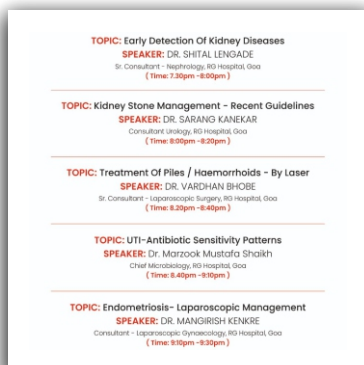 TOPIC: Early Detection Of Kidney Diseases
SPEAKER: DR. SHITAL LENGADE
Sr. Consultant - Nephrology, RG Hospital, Goa
( Time: 7.30pm -8:00pm )
TOPIC: Kidney Stone Management - Recent Guidelines
SPEAKER: DR. SARANG KANEKAR
Consultant Urology, RG Hospital, Goa
( Time: 8:00pm -8:20pm )
TOPIC: Treatment Of Piles / Haemorrhoids - By Laser
SPEAKER: DR. VARDHAN BHOBE
Sr. Consultant - Laparoscopic Surgery, RG Hospital, Goa
( Time: 8.20pm -8:40pm )
TOPIC: UTI-Antibiotic Sensitivity Patterns
SPEAKER: Dr. Marzook Mustafa Shaikh
Chief Microbiology, RG Hospital, Goa
( Time: 8.40pm -9:10pm )
TOPIC: Endometriosis- Laparoscopic Management
SPEAKER: DR. MANGIRISH KENKRE
Consultant - Laparoscopic Gynaecology, RG Hospital, Goa
( Time: 9:10pm -9:30pm )